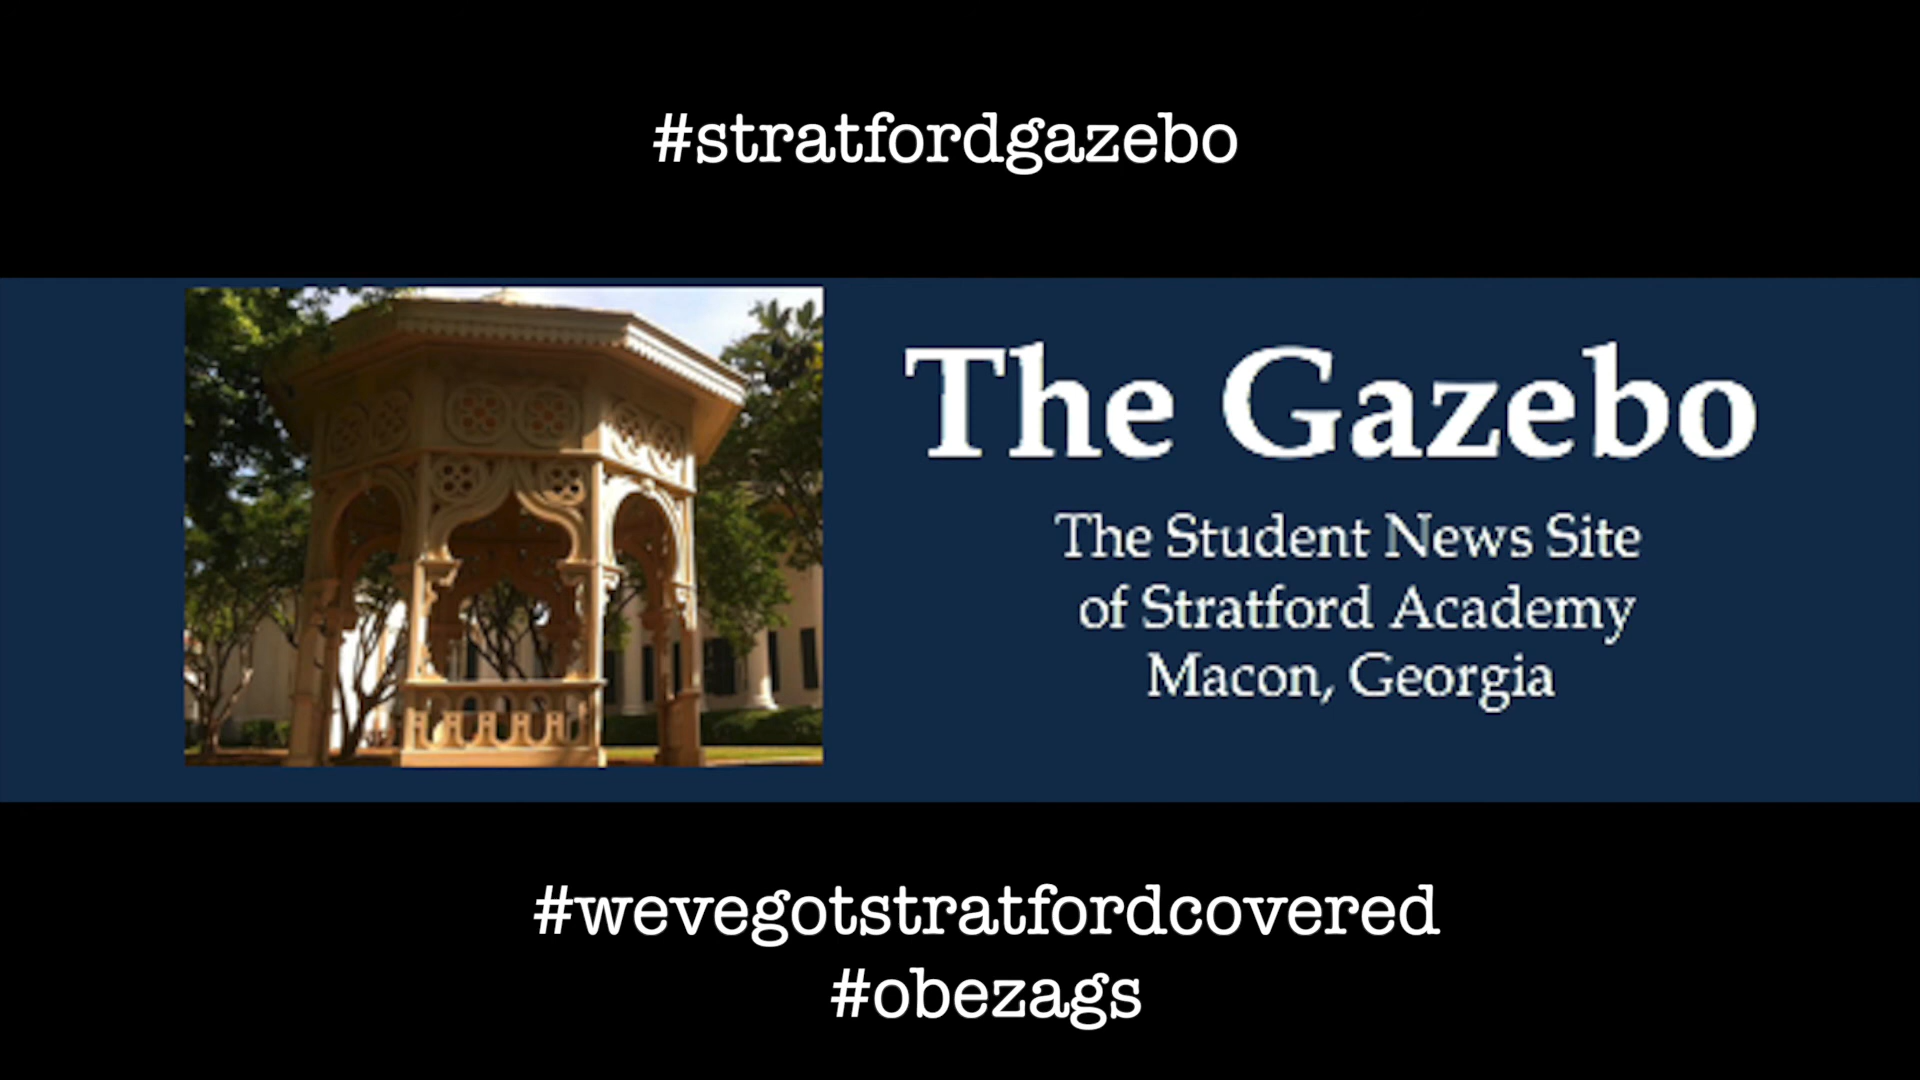 #stratfordgazebo
The Gazebo
The Student News Site
of Stratford Academy
Macon, Georgia
#wevegotstratfordcovered
#obezags